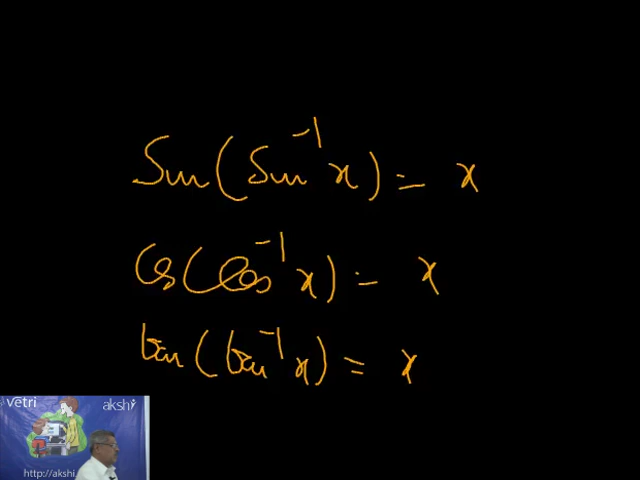 Sin(Sin⁻¹x) = x
Cos(Cos⁻¹x) = x
tan(tan⁻¹x) = x
vetri
akshi
http://akshi